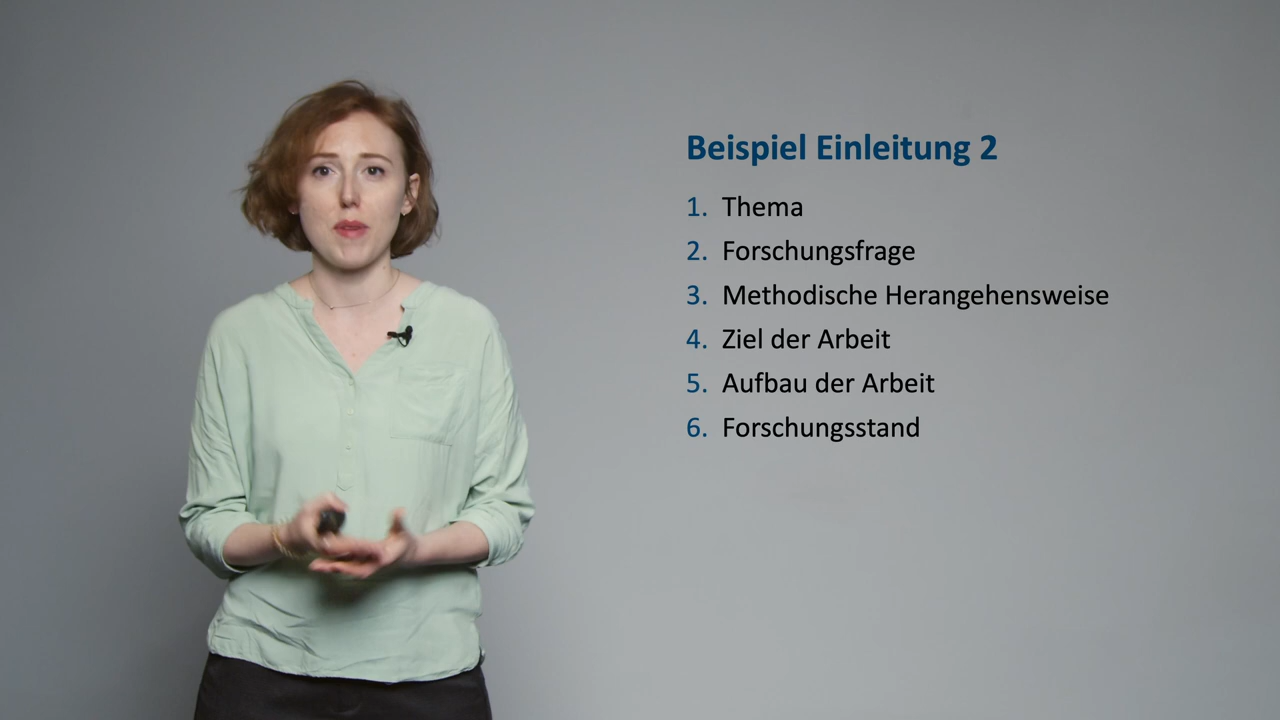 Beispiel Einleitung 2
1. Thema
2. Forschungsfrage
3. Methodische Herangehensweise
4. Ziel der Arbeit
5. Aufbau der Arbeit
6. Forschungsstand